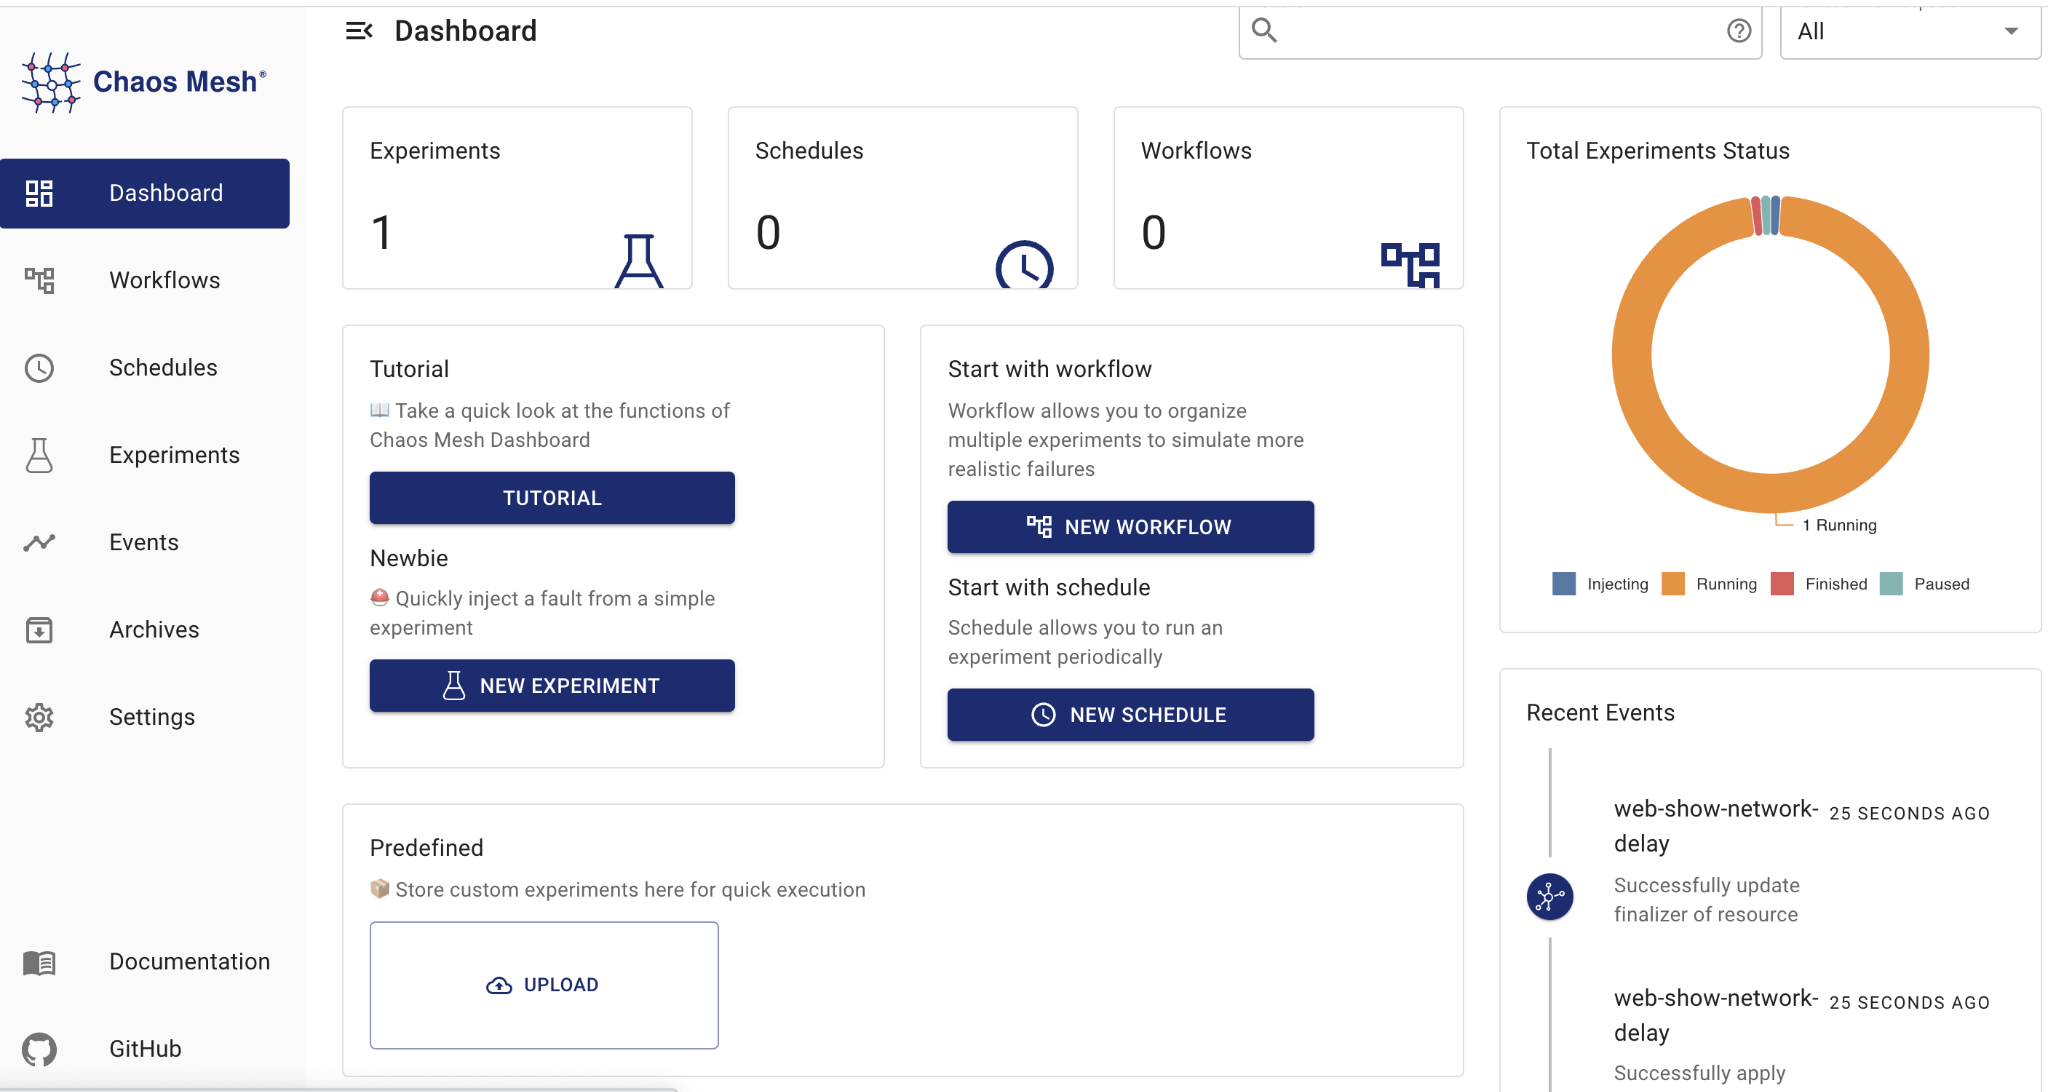 Dashboard
All
Chaos Mesh®
Dashboard
Workflows
Schedules
Experiments
Events
Archives
Settings
Documentation
GitHub
Experiments
1
Schedules
0
Workflows
0
Tutorial
📖 Take a quick look at the functions of
Chaos Mesh Dashboard
TUTORIAL
Newbie
⛑ Quickly inject a fault from a simple
experiment
NEW EXPERIMENT
Start with workflow
Workflow allows you to organize
multiple experiments to simulate more
realistic failures
NEW WORKFLOW
Start with schedule
Schedule allows you to run an
experiment periodically
NEW SCHEDULE
Predefined
📦 Store custom experiments here for quick execution
UPLOAD
Total Experiments Status
1 Running
Injecting Running Finished Paused
Recent Events
web-show-network- 25 SECONDS AGO
delay
Successfully update
finalizer of resource
web-show-network- 25 SECONDS AGO
delay
Successfully apply